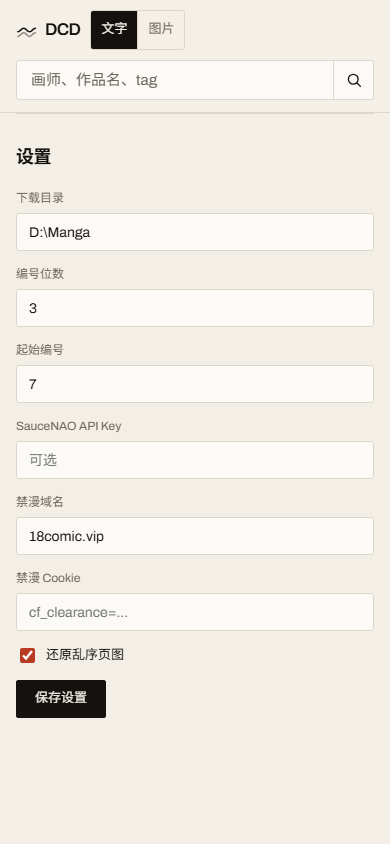 DCD 文字 图片
画师、作品名、tag
设置
下载目录
D:\Manga
编号位数
3
起始编号
7
SauceNAO API Key
可选
禁漫域名
18comic.vip
禁漫 Cookie
cf_clearance=...
还原乱序页图
保存设置